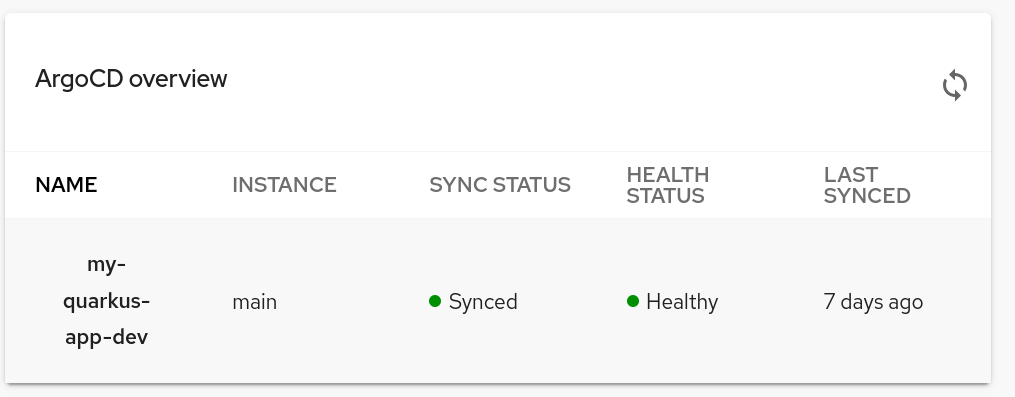 ArgoCD overview
NAME INSTANCE SYNC STATUS HEALTH STATUS LAST SYNCED
my-
quarkus-
app-dev
main
Synced
Healthy
7 days ago